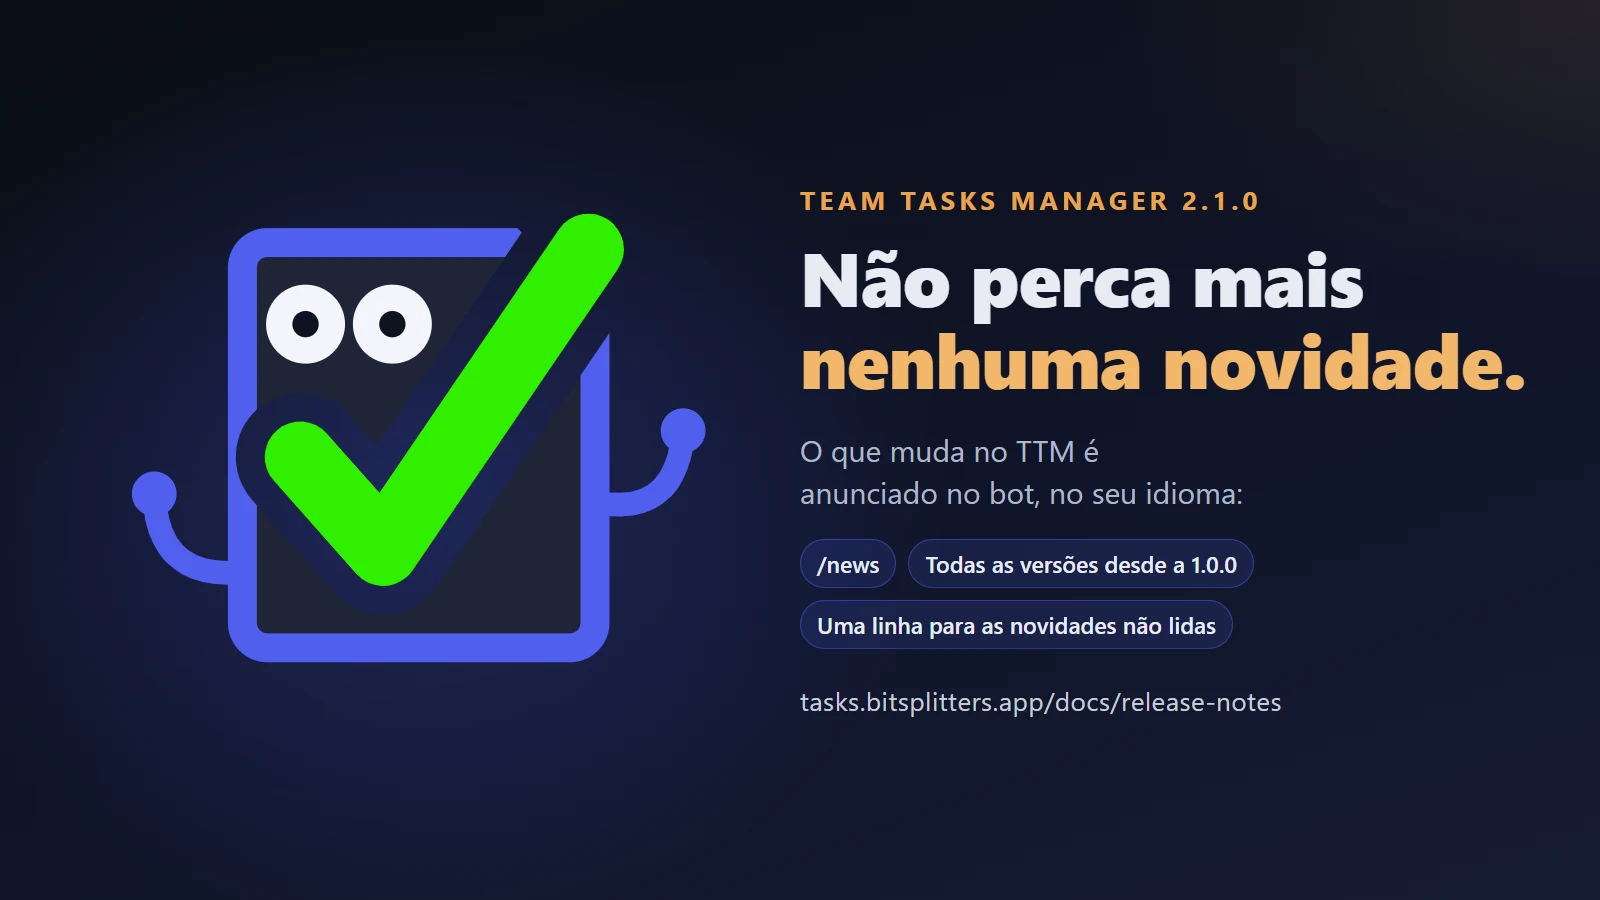 TEAM TASKS MANAGER 2.1.0
Não perca mais
nenhuma novidade.
O que muda no TTM é
anunciado no bot, no seu idioma:
/news
Todas as versões desde a 1.0.0
Uma linha para as novidades não lidas
tasks.bitsplitters.app/docs/release-notes